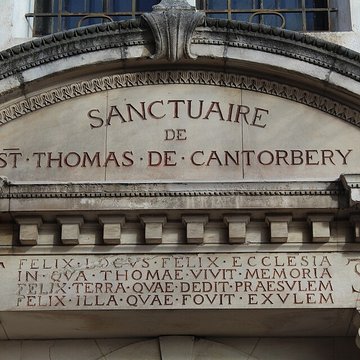 SANCTUAIRE
DE
ST · THOMAS · DE · CANTORBERY
FELIX · LOCVS · FELIX · ECCLESIA
IN · QVA · THOMAE · VIVIT · MEMORIA
FELIX · TERRA · QVAE · DEDIT · PRAESVLEM
FELIX · ILLA · QVAE · FOVIT · EXVLEM